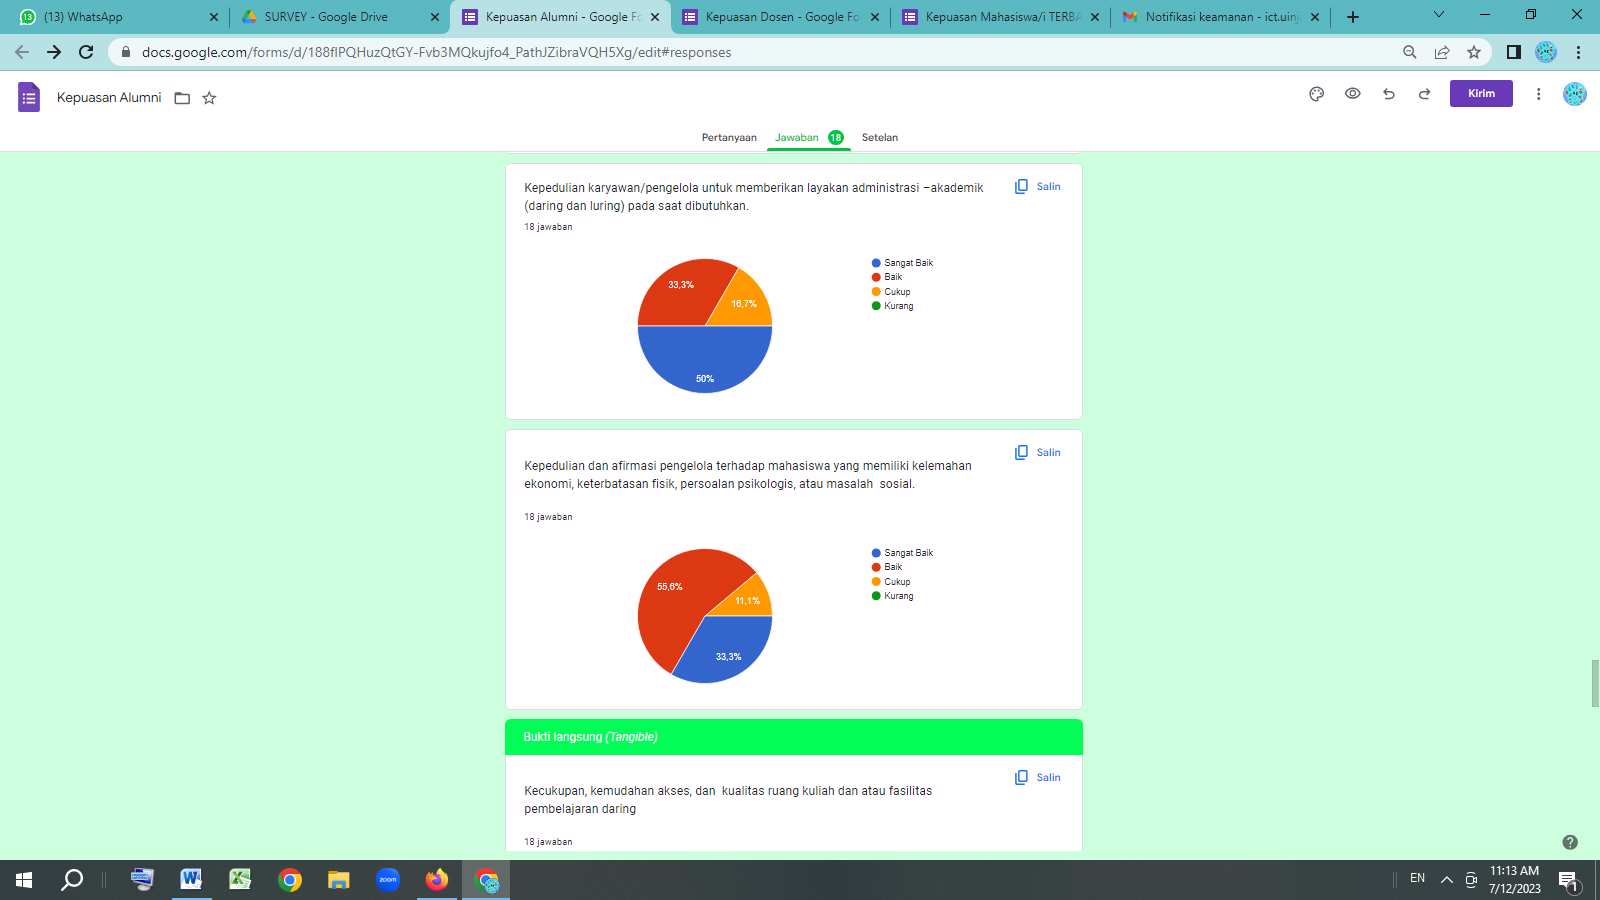 (13) WhatsApp
SURVEY - Google Drive
Kepuasan Alumni - Google Fo
Kepuasan Dosen - Google Fo
Kepuasan Mahasiswa/i TERBA
Notifikasi keamanan - ict.uinj
docs.google.com/forms/d/188flPQHuzQtGY-Fvb3MQkujfo4_PathJZibraVQH5Xg/edit#responses
Kepuasan Alumni
Kirim
Pertanyaan
Jawaban 18
Setelan
Kepedulian karyawan/pengelola untuk memberikan layakan administrasi –akademik
(daring dan luring) pada saat dibutuhkan.
Salin
18 jawaban
33,3%
16,7%
50%
Sangat Baik
Baik
Cukup
Kurang
Salin
Kepedulian dan afirmasi pengelola terhadap mahasiswa yang memiliki kelemahan
ekonomi, keterbatasan fisik, persoalan psikologis, atau masalah  sosial.
18 jawaban
55,6%
11,1%
33,3%
Sangat Baik
Baik
Cukup
Kurang
Bukti langsung (Tangible)
Salin
Kecukupan, kemudahan akses, dan  kualitas ruang kuliah dan atau fasilitas
pembelajaran daring
18 jawaban
zoom
EN
11:13 AM
7/12/2023
1